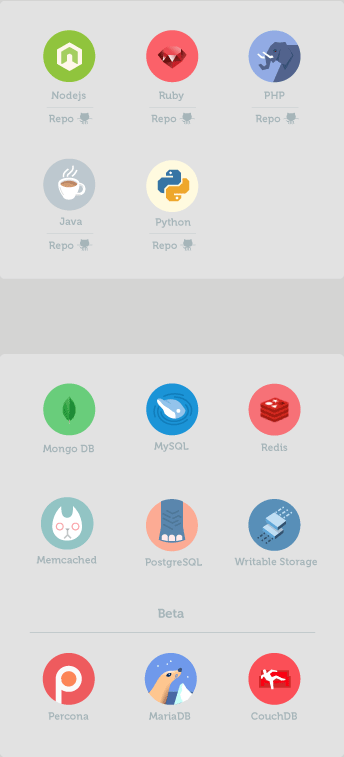 Nodejs Ruby PHP
Repo Repo Repo
Java Python
Repo Repo
Mongo DB MySQL Redis
Memcached PostgreSQL Writable Storage
Beta
Percona MariaDB CouchDB